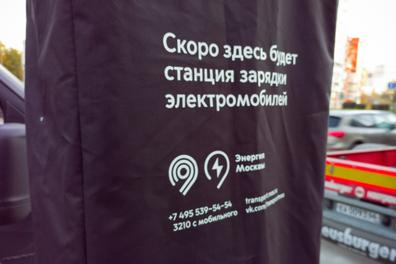 Скоро здесь будет
станция зарядки
электромобилей
Энергия
Москвы
+7 495 539-54-54
3210 с мобильного